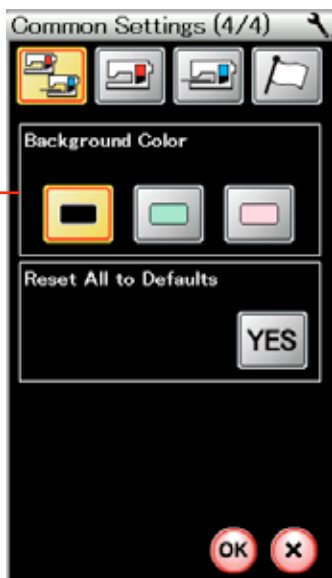 Common Settings (4/4)
Background Color
Reset All to Defaults
YES
OK